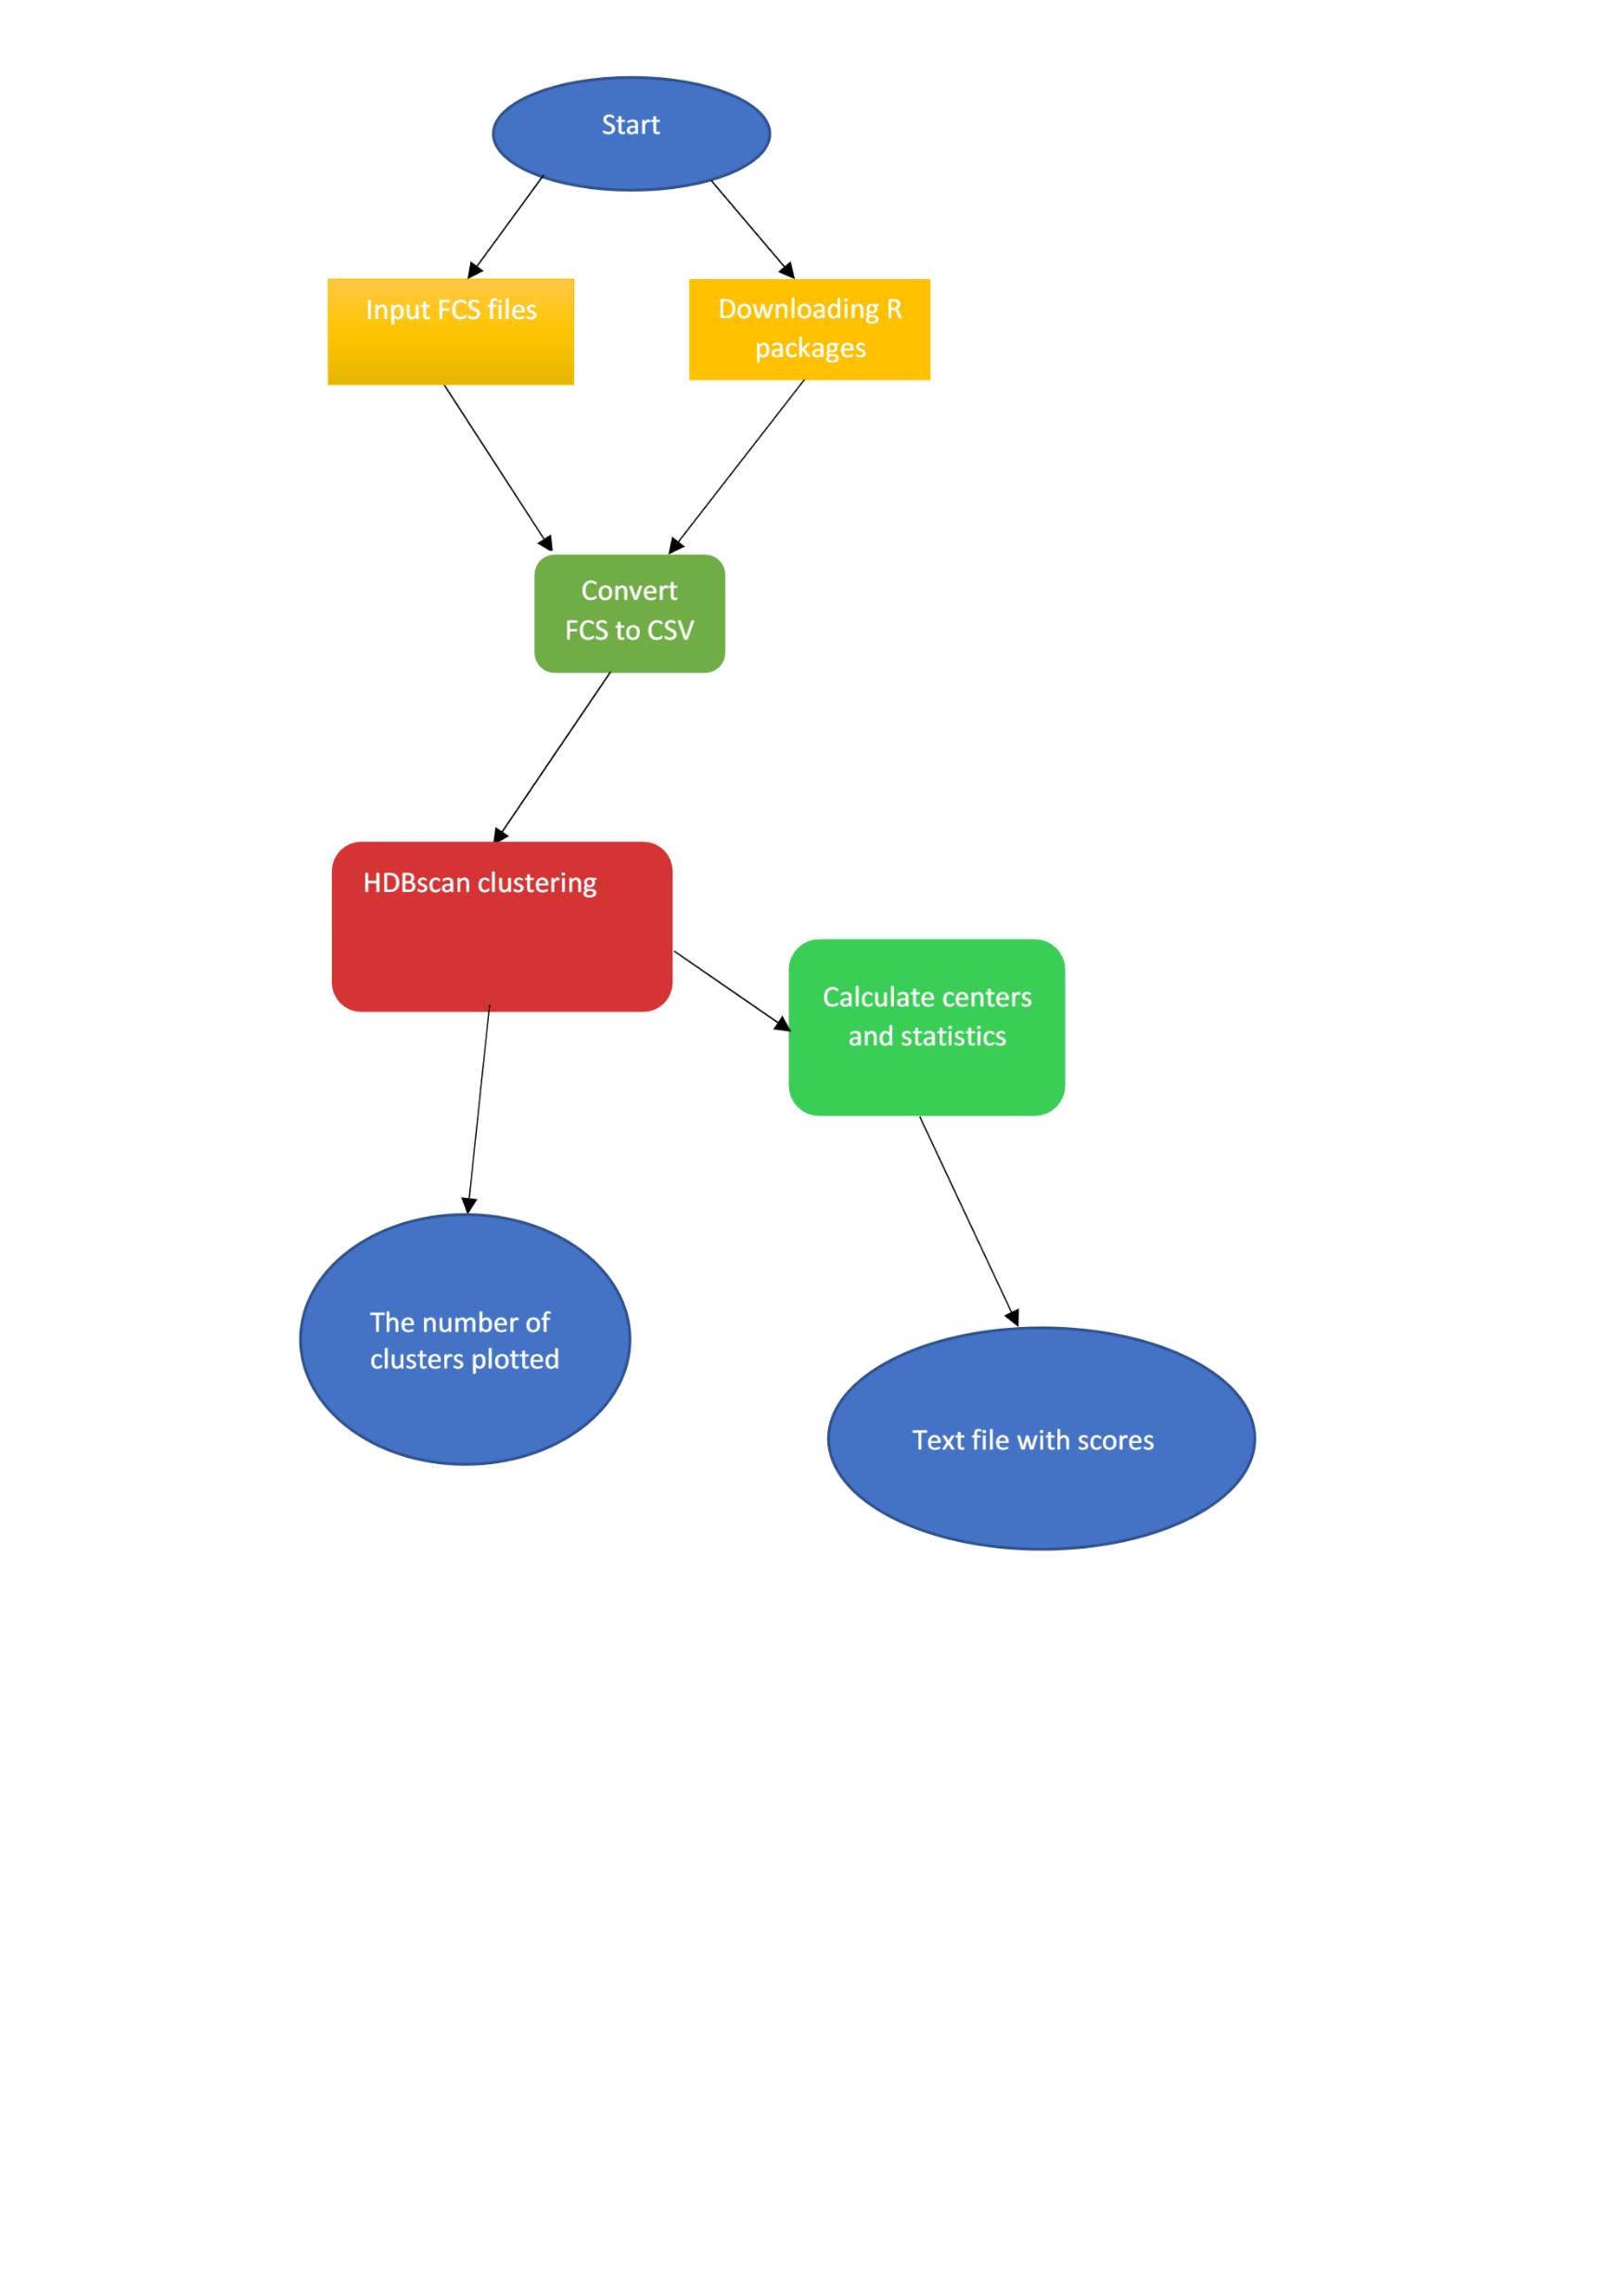 Start
Input FCS files
Downloading R
packages
Convert
FCS to CSV
HDBscan clustering
Calculate centers
and statistics
The number of
clusters plotted
Text file with scores